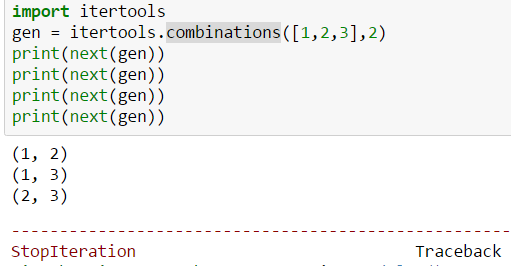 import itertools
gen = itertools.combinations([1,2,3],2)
print(next(gen))
print(next(gen))
print(next(gen))
print(next(gen))
(1, 2)
(1, 3)
(2, 3)
---------------------------------------------------
StopIteration Traceback